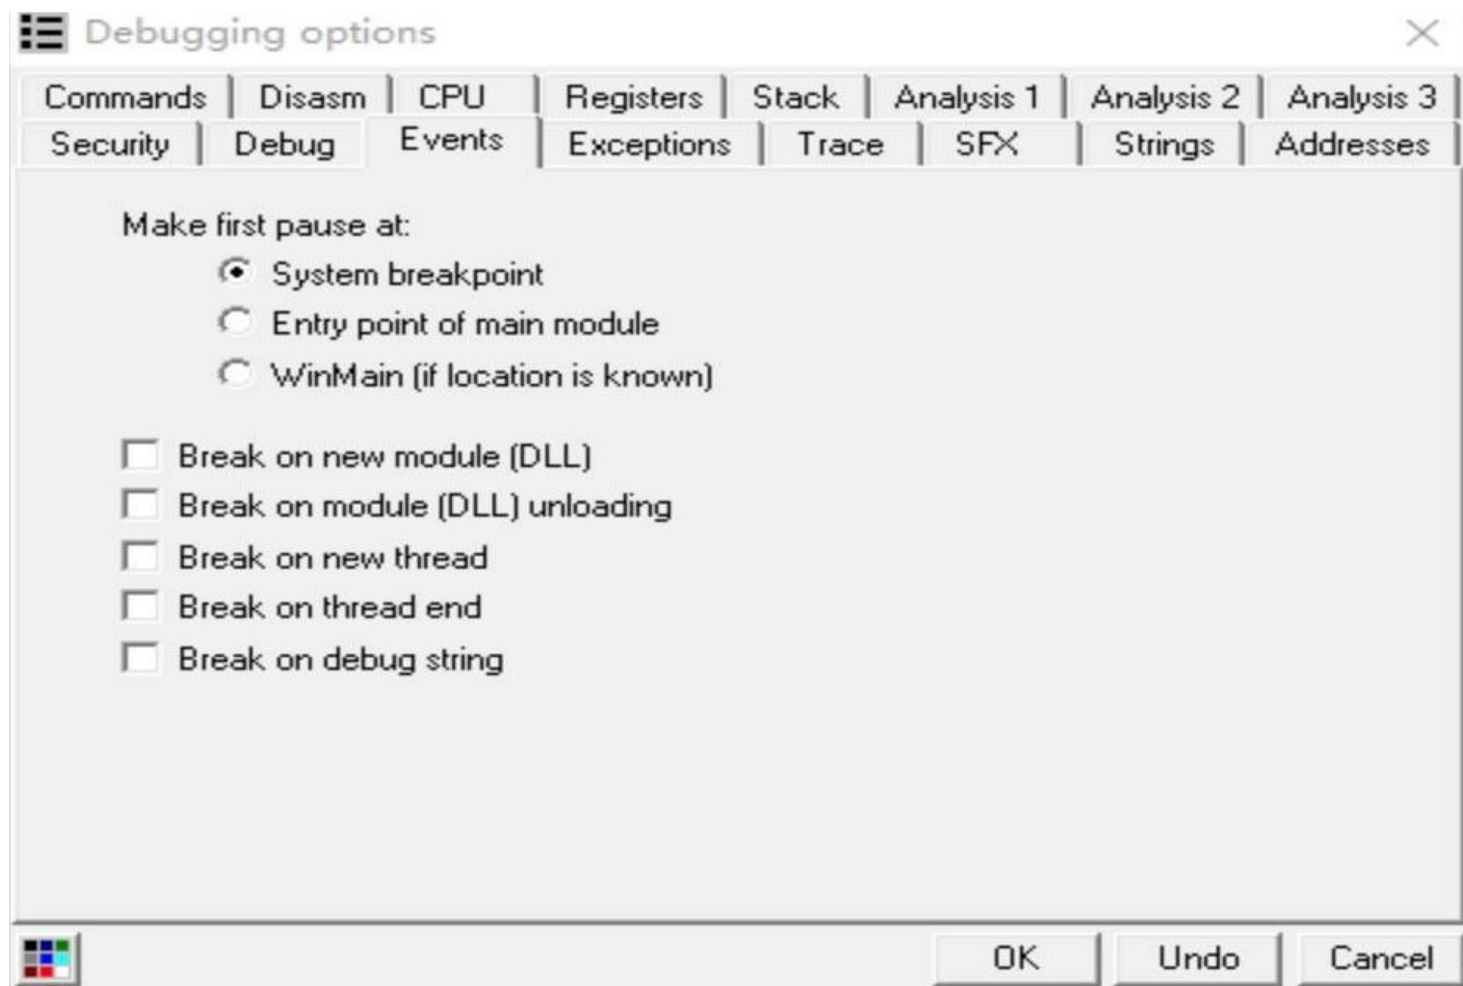 Debugging options
Commands Disasm CPU Registers Stack Analysis 1 Analysis 2 Analysis 3
Security Debug Events Exceptions Trace SFX Strings Addresses
Make first pause at:
System breakpoint
Entry point of main module
WinMain (if location is known)
Break on new module (DLL)
Break on module (DLL) unloading
Break on new thread
Break on thread end
Break on debug string
OK Undo Cancel